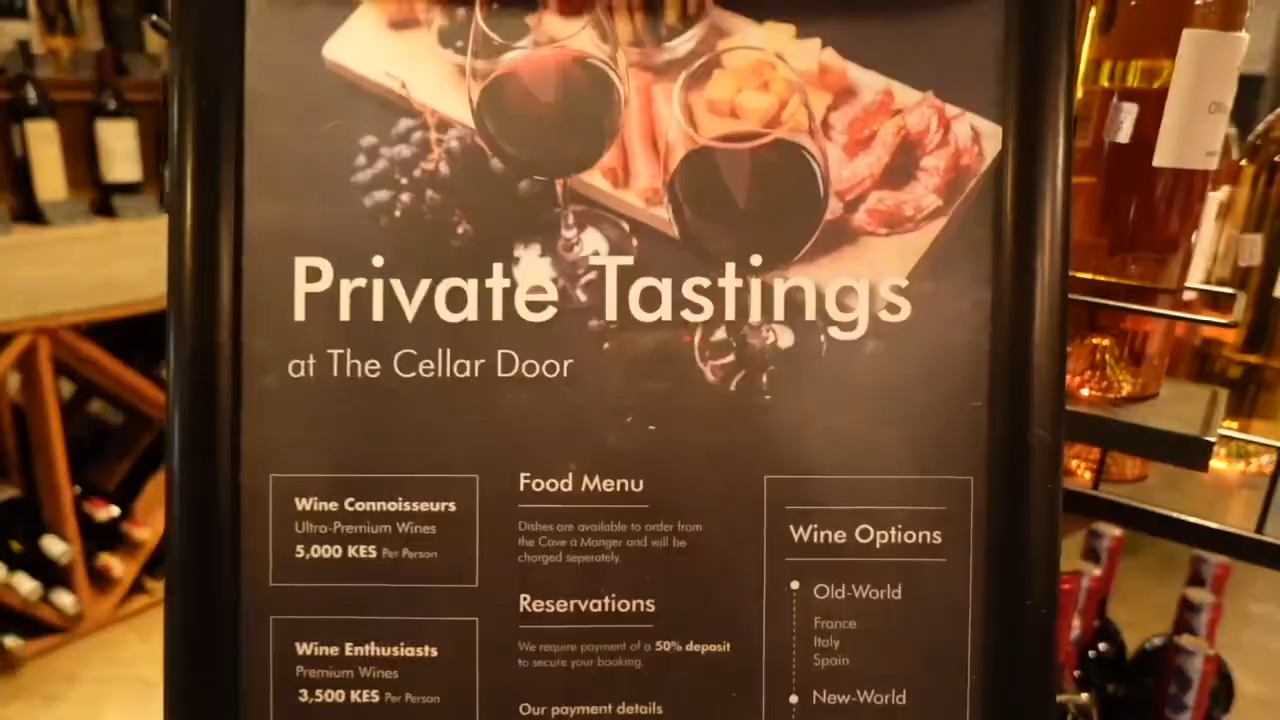 Private Tastings
at The Cellar Door
Wine Connoisseurs
Ultra-Premium Wines
5,000 KES Per Person
Wine Enthusiasts
Premium Wines
3,500 KES Per Person
Food Menu
Dishes are available to order from
the Cave à Manger and will be
charged seperately.
Reservations
We require payment of a 50% deposit
to secure your booking.
Our payment details
Wine Options
Old-World
France
Italy
Spain
New-World